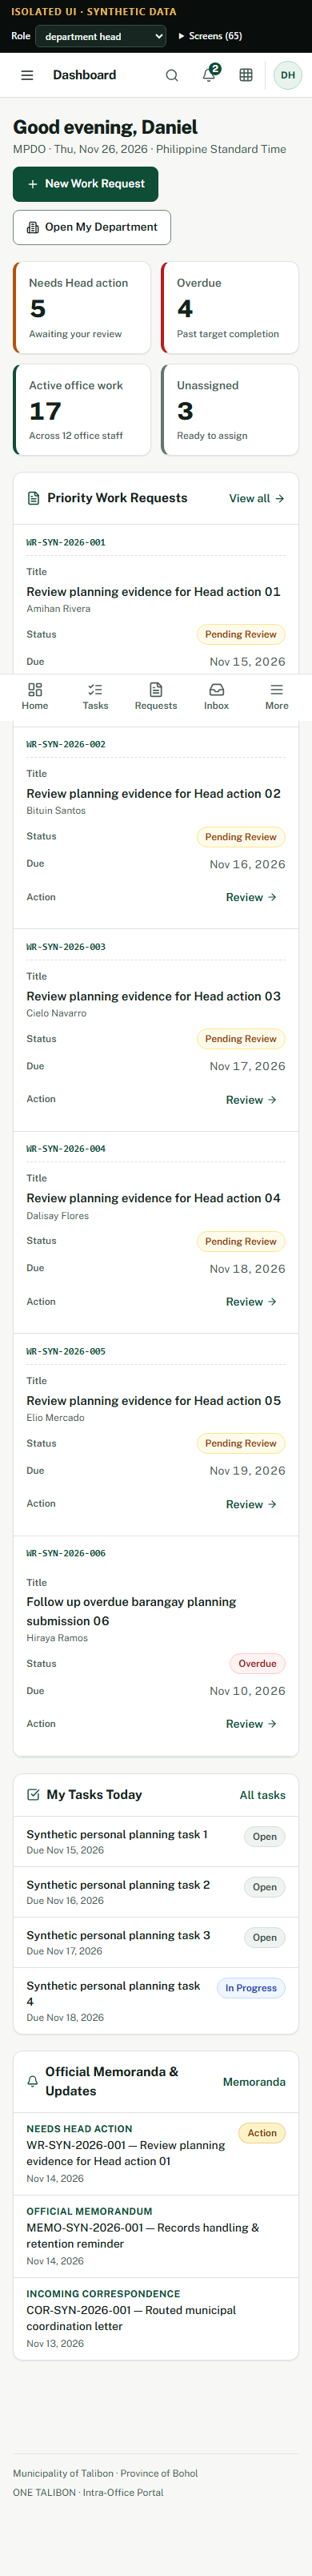 ISOLATED UI · SYNTHETIC DATA
Role department head ▶ Screens (65)
Dashboard 2 DH
Good evening, Daniel
MPDO · Thu, Nov 26, 2026 · Philippine Standard Time
+ New Work Request
Open My Department
Needs Head action
5
Awaiting your review
Overdue
4
Past target completion
Active office work
17
Across 12 office staff
Unassigned
3
Ready to assign
Priority Work Requests View all →
WR-SYN-2026-001
Title
Review planning evidence for Head action 01
Amihan Rivera
Status Pending Review
Due Nov 15, 2026
Home Tasks Requests Inbox More
WR-SYN-2026-002
Title
Review planning evidence for Head action 02
Bituin Santos
Status Pending Review
Due Nov 16, 2026
Action Review →
WR-SYN-2026-003
Title
Review planning evidence for Head action 03
Cielo Navarro
Status Pending Review
Due Nov 17, 2026
Action Review →
WR-SYN-2026-004
Title
Review planning evidence for Head action 04
Dalisay Flores
Status Pending Review
Due Nov 18, 2026
Action Review →
WR-SYN-2026-005
Title
Review planning evidence for Head action 05
Elio Mercado
Status Pending Review
Due Nov 19, 2026
Action Review →
WR-SYN-2026-006
Title
Follow up overdue barangay planning
submission 06
Hiraya Ramos
Status Overdue
Due Nov 10, 2026
Action Review →
My Tasks Today All tasks
Synthetic personal planning task 1 Open
Due Nov 15, 2026
Synthetic personal planning task 2 Open
Due Nov 16, 2026
Synthetic personal planning task 3 Open
Due Nov 17, 2026
Synthetic personal planning task In Progress
4
Due Nov 18, 2026
Official Memoranda &
Updates Memoranda
NEEDS HEAD ACTION Action
WR-SYN-2026-001 — Review planning
evidence for Head action 01
Nov 14, 2026
OFFICIAL MEMORANDUM
MEMO-SYN-2026-001 — Records handling &
retention reminder
Nov 14, 2026
INCOMING CORRESPONDENCE
COR-SYN-2026-001 — Routed municipal
coordination letter
Nov 13, 2026
Municipality of Talibon · Province of Bohol
ONE TALIBON · Intra-Office Portal